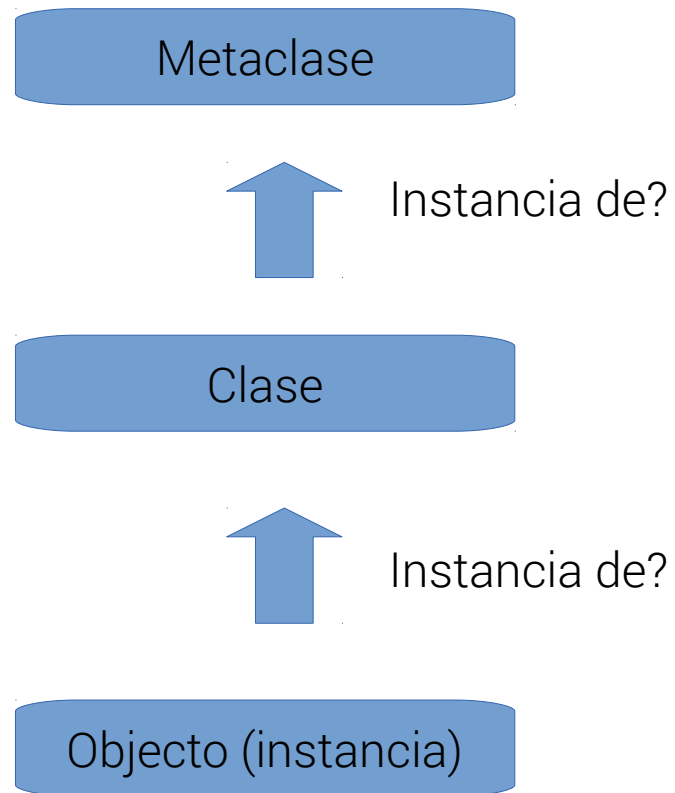 Metaclase
Instancia de?
Clase
Instancia de?
Objecto (instancia)